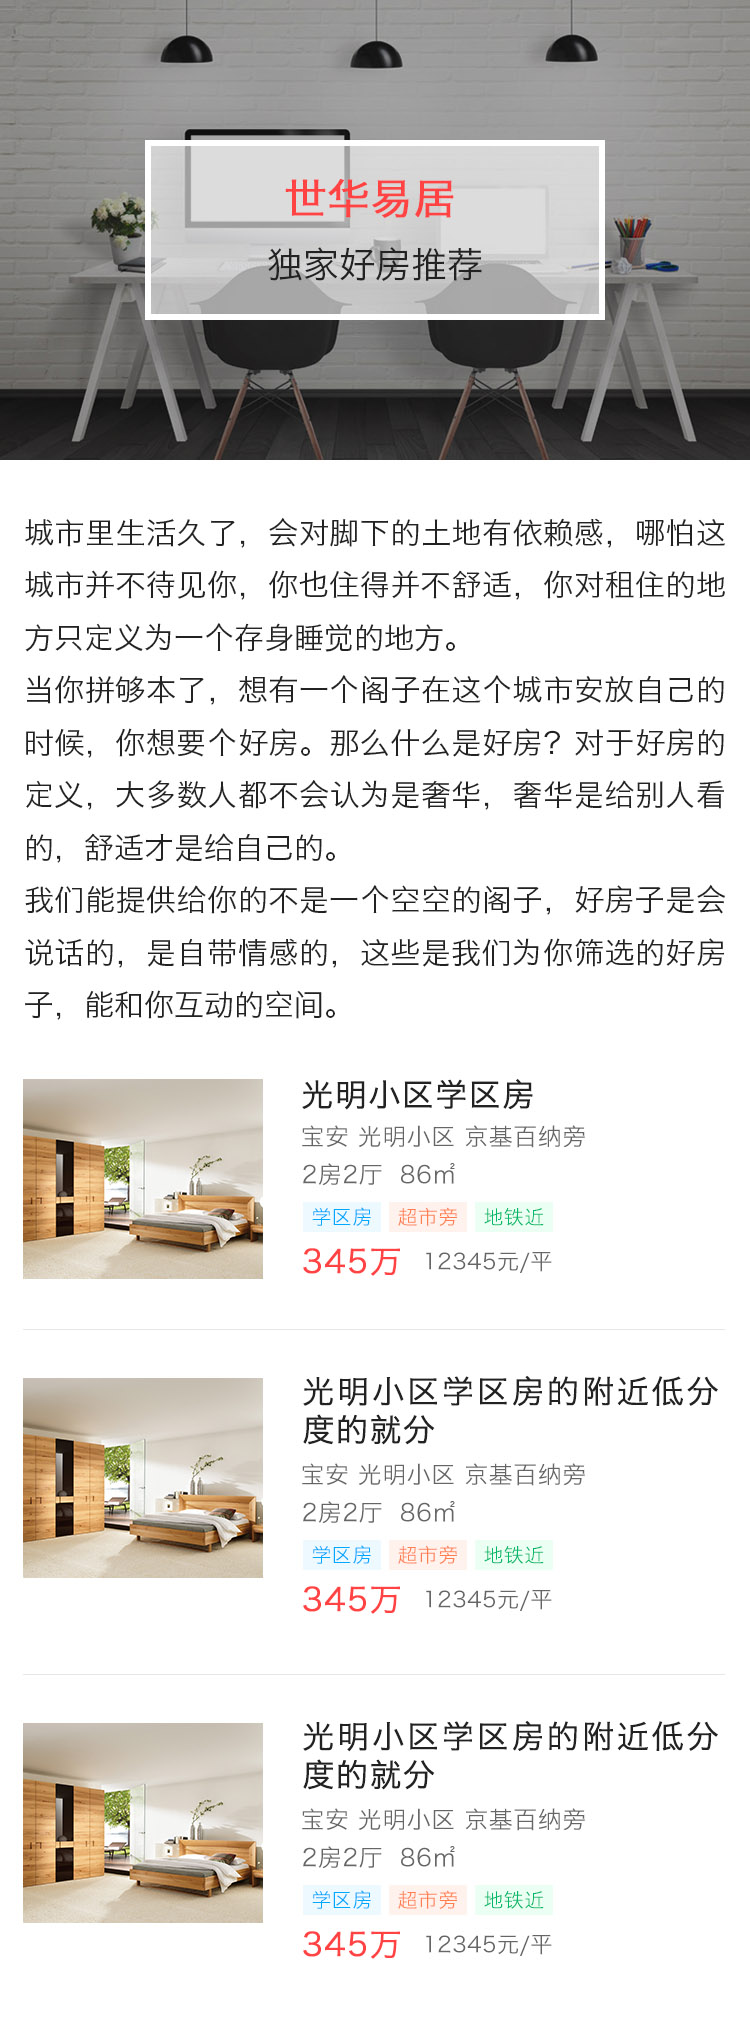 世华易居
独家好房推荐
城市里生活久了，会对脚下的土地有依赖感，哪怕这
城市并不待见你，你也住得并不舒适，你对租住的地
方只定义为一个存身睡觉的地方。
当你拼够本了，想有一个阁子在这个城市安放自己的
时候，你想要个好房。那么什么是好房？对于好房的
定义，大多数人都不会认为是奢华，奢华是给别人看
的，舒适才是给自己的。
我们能提供给你的不是一个空空的阁子，好房子是会
说话的，是自带情感的，这些是我们为你筛选的好房
子，能和你互动的空间。
光明小区学区房
宝安 光明小区 京基百纳旁
2房2厅 86㎡
学区房 超市旁 地铁近
345万 12345元/平
光明小区学区房的附近低分
度的就分
宝安 光明小区 京基百纳旁
2房2厅 86㎡
学区房 超市旁 地铁近
345万 12345元/平
光明小区学区房的附近低分
度的就分
宝安 光明小区 京基百纳旁
2房2厅 86㎡
学区房 超市旁 地铁近
345万 12345元/平